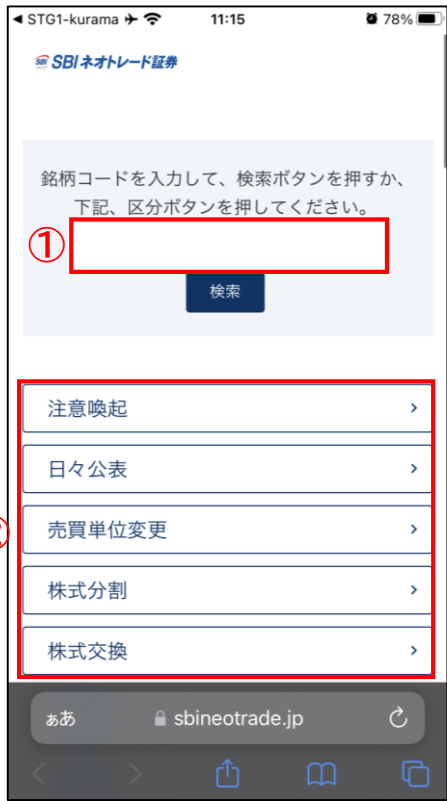 ◀ STG1-kurama 11:15 78%
SBI ネオトレード証券
銘柄コードを入力して、検索ボタンを押すか、
下記、区分ボタンを押してください。
①
検索
注意喚起
日々公表
売買単位変更
株式分割
株式交換
ぁあ sbineotrade.jp